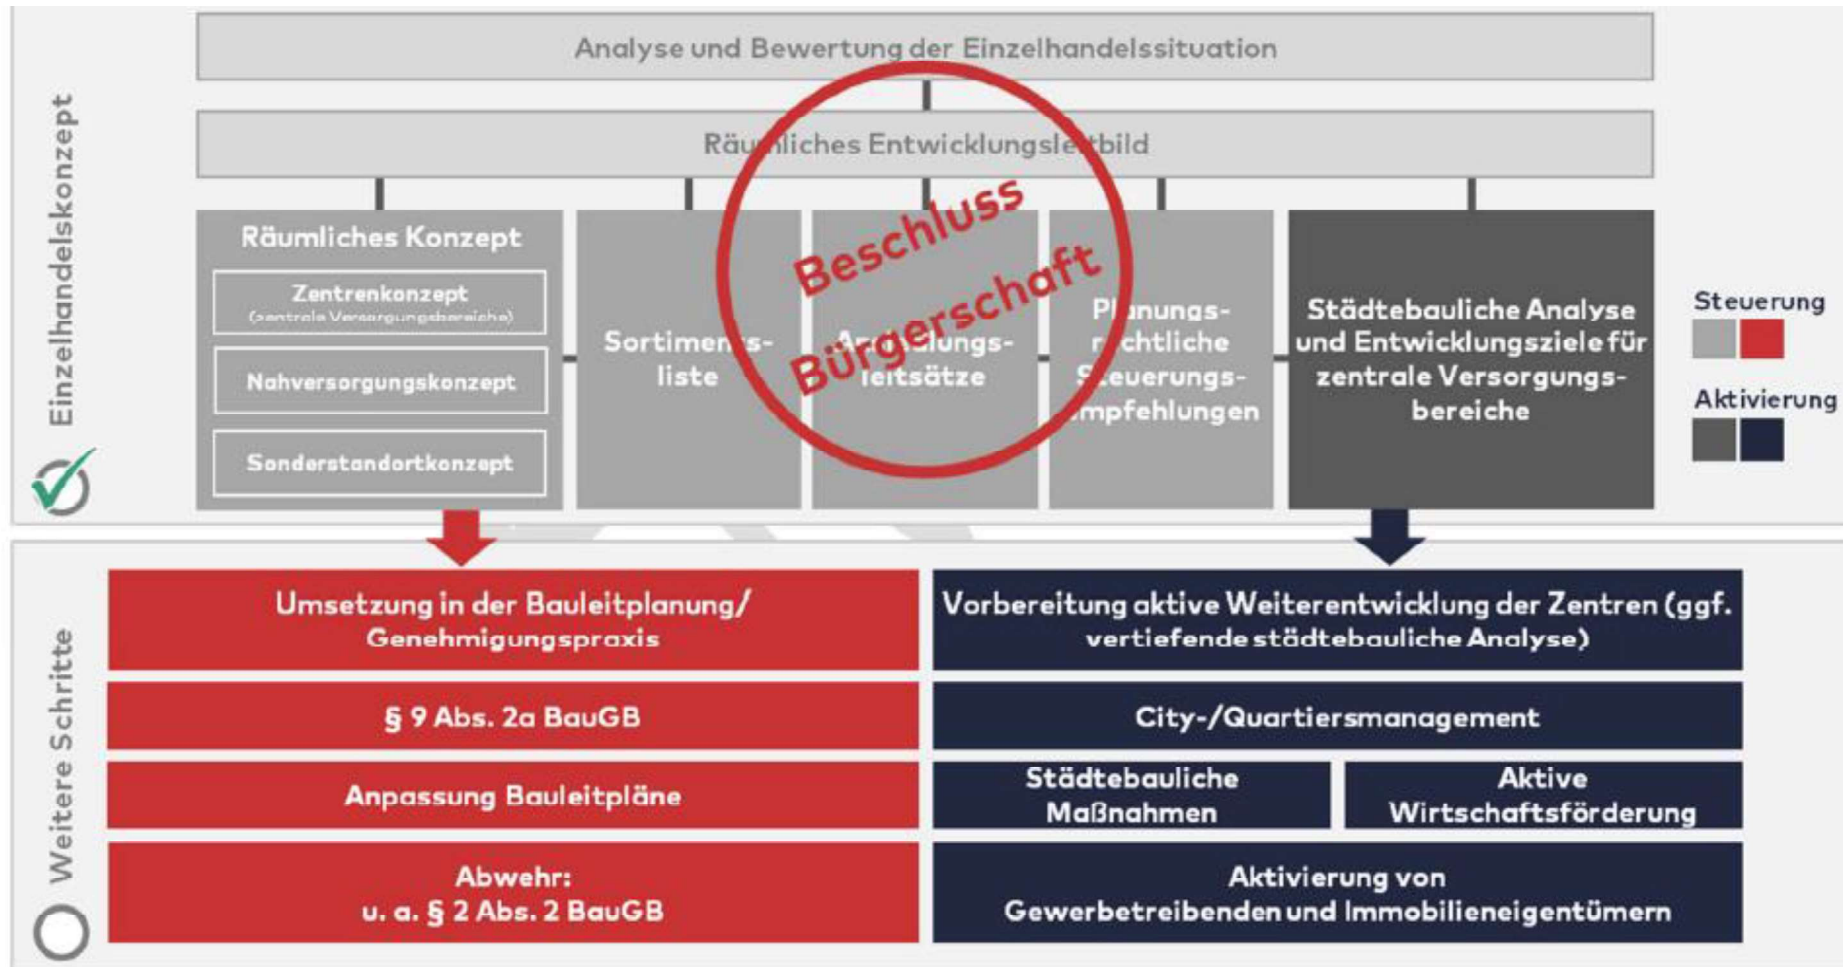 Einzelhandelskonzept
Analyse und Bewertung der Einzelhandelssituation
Räumliches Entwicklungsleitbild
Räumliches Konzept
Zentrenkonzept
(zentrale Versorgungsbereiche)
Nahversorgungskonzept
Sonderstandortkonzept
Sortiments-
liste
Ansiedlungs-
leitsätze
Planungs-
rechtliche
Steuerungs-
empfehlungen
Städtebauliche Analyse
und Entwicklungsziele für
zentrale Versorgungs-
bereiche
Beschluss
Bürgerschaft
Steuerung
Aktivierung
Weitere Schritte
Umsetzung in der Bauleitplanung/
Genehmigungspraxis
§ 9 Abs. 2a BauGB
Anpassung Bauleitpläne
Abwehr:
u. a. § 2 Abs. 2 BauGB
Vorbereitung aktive Weiterentwicklung der Zentren (ggf.
vertiefende städtebauliche Analyse)
City-/Quartiersmanagement
Städtebauliche
Maßnahmen
Aktive
Wirtschaftsförderung
Aktivierung von
Gewerbetreibenden und Immobilieneigentümern